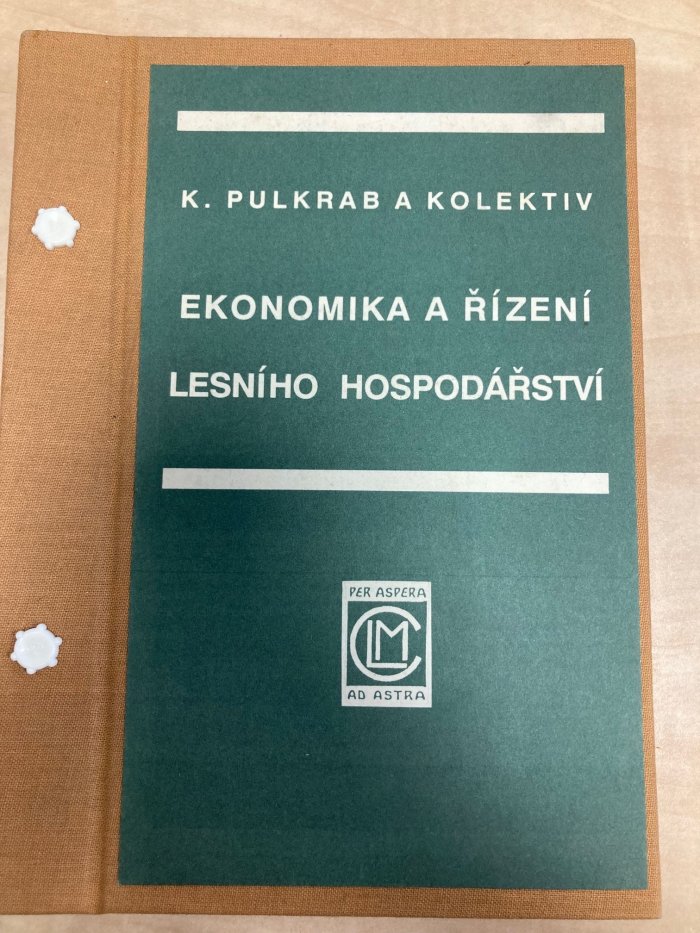 K. PULKRAB A KOLEKTIV
EKONOMIKA A ŘÍZENÍ
LESNÍHO HOSPODÁŘSTVÍ
PER ASPERA
CLM
AD ASTRA